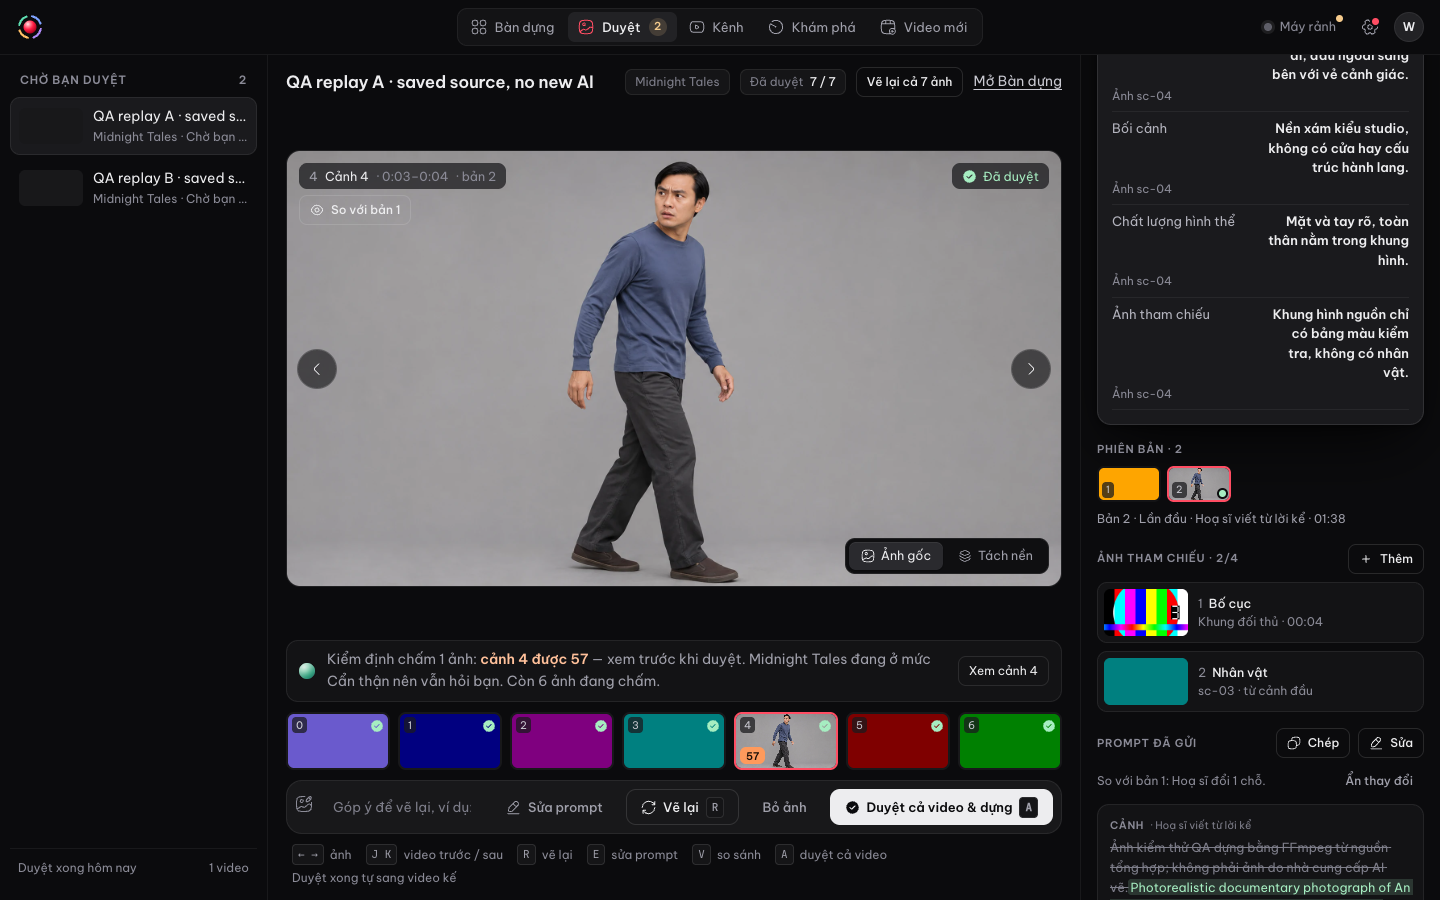 Bàn dựng
Duyệt 2
Kênh
Khám phá
Video mới
Máy rảnh
W
CHỜ BẠN DUYỆT 2
QA replay A · saved s...
Midnight Tales · Chờ bạn ...
QA replay B · saved s...
Midnight Tales · Chờ bạn ...
Duyệt xong hôm nay 1 video
QA replay A · saved source, no new AI
Midnight Tales
Đã duyệt 7 / 7
Vẽ lại cả 7 ảnh
Mở Bàn dựng
4 Cảnh 4 · 0:03–0:04 · bản 2
Đã duyệt
So với bản 1
Ảnh gốc
Tách nền
Kiểm định chấm 1 ảnh: cảnh 4 được 57 — xem trước khi duyệt. Midnight Tales đang ở mức
Cẩn thận nên vẫn hỏi bạn. Còn 6 ảnh đang chấm.
Xem cảnh 4
0
1
2
3
4
57
5
6
Góp ý để vẽ lại, ví dụ:
Sửa prompt
Vẽ lại R
Bỏ ảnh
Duyệt cả video & dựng A
← → ảnh
J K video trước / sau
R vẽ lại
E sửa prompt
V so sánh
A duyệt cả video
Duyệt xong tự sang video kế
bên với vẻ cảnh giác.
Ảnh sc-04
Bối cảnh
Nền xám kiểu studio,
không có cửa hay cấu
trúc hành lang.
Ảnh sc-04
Chất lượng hình thể
Mặt và tay rõ, toàn
thân nằm trong khung
hình.
Ảnh sc-04
Ảnh tham chiếu
Khung hình nguồn chỉ
có bảng màu kiểm
tra, không có nhân
vật.
Ảnh sc-04
PHIÊN BẢN · 2
1
2
Bản 2 · Lần đầu · Hoạ sĩ viết từ lời kể · 01:38
ẢNH THAM CHIẾU · 2/4
+ Thêm
1 Bố cục
Khung đối thủ · 00:04
2 Nhân vật
sc-03 · từ cảnh đầu
PROMPT ĐÃ GỬI
Chép
Sửa
So với bản 1: Hoạ sĩ đổi 1 chỗ.
Ẩn thay đổi
CẢNH · Hoạ sĩ viết từ lời kể
Ảnh kiểm thử QA dựng bằng FFmpeg từ nguồn
tổng hợp; không phải ảnh do nhà cung cấp AI
vẽ. Photorealistic documentary photograph of An